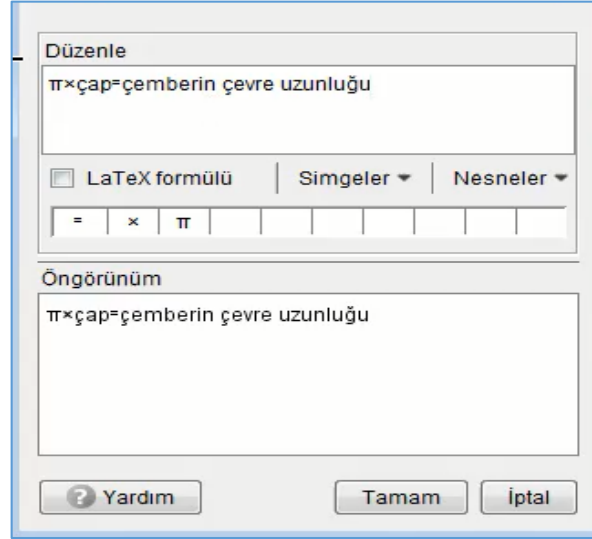 Düzenle
π×çap=çemberin çevre uzunluğu
LaTeX formülü Simgeler Nesneler
= × π
Öngörünüm
π×çap=çemberin çevre uzunluğu
? Yardım Tamam İptal